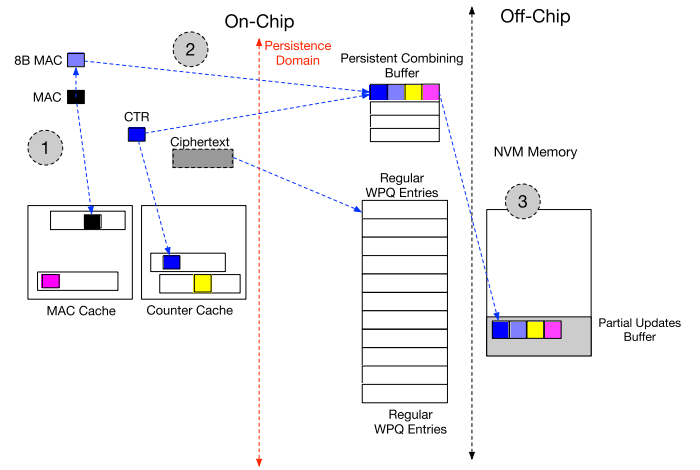 On-Chip
Off-Chip
2
Persistence
Domain
Persistent Combining
Buffer
8B MAC
MAC
CTR
1
Ciphertext
NVM Memory
Regular
WPQ Entries
3
MAC Cache
Counter Cache
Partial Updates
Buffer
Regular
WPQ Entries